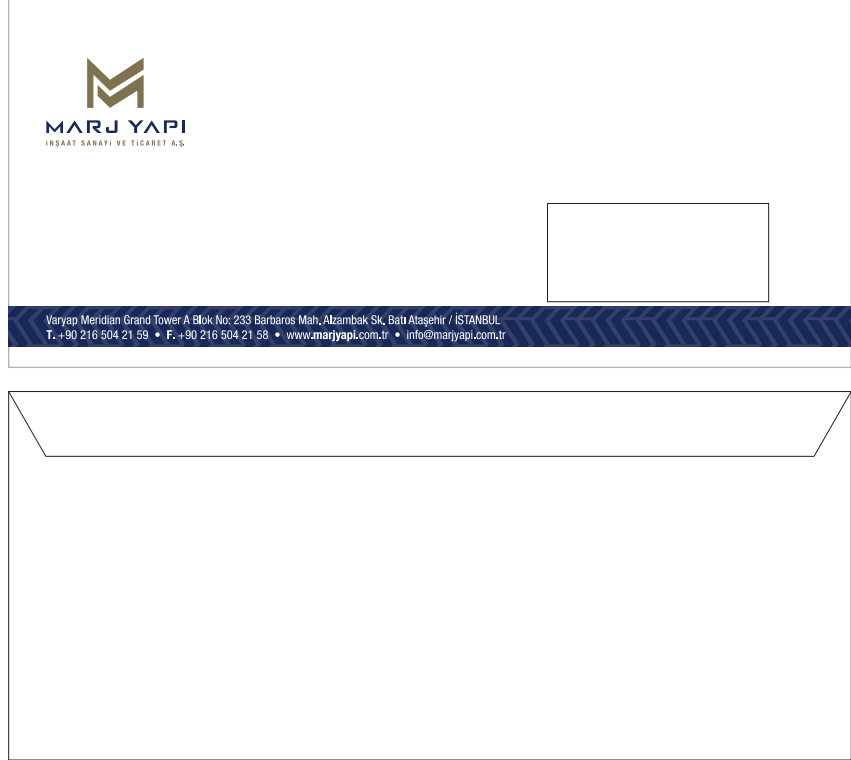 MARJ YAPI
İNŞAAT SANAYİ VE TİCARET A.Ş.
Varyap Meridian Grand Tower A Blok No: 233 Barbaros Mah. Alzambak Sk. Batı Ataşehir / İSTANBUL
T. +90 216 504 21 59 • F. +90 216 504 21 58 • www.marjyapi.com.tr • info@marjyapi.com.tr